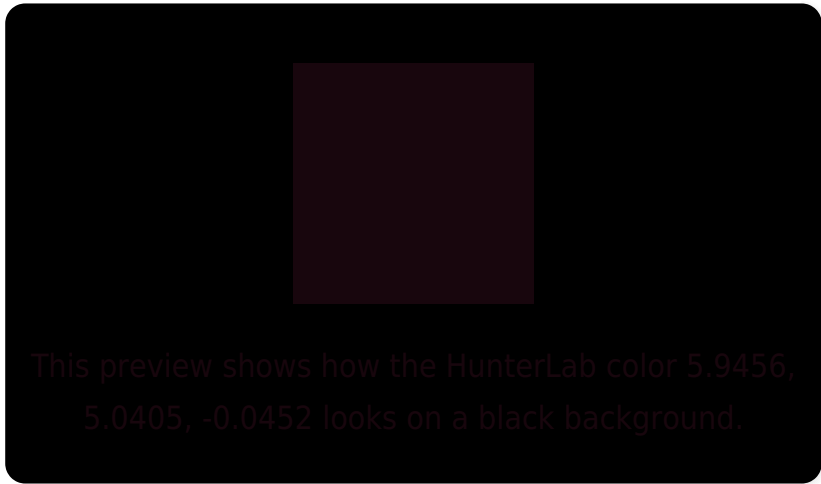 This preview shows how the HunterLab color 5.9456,
5.0405, -0.0452 looks on a black background.